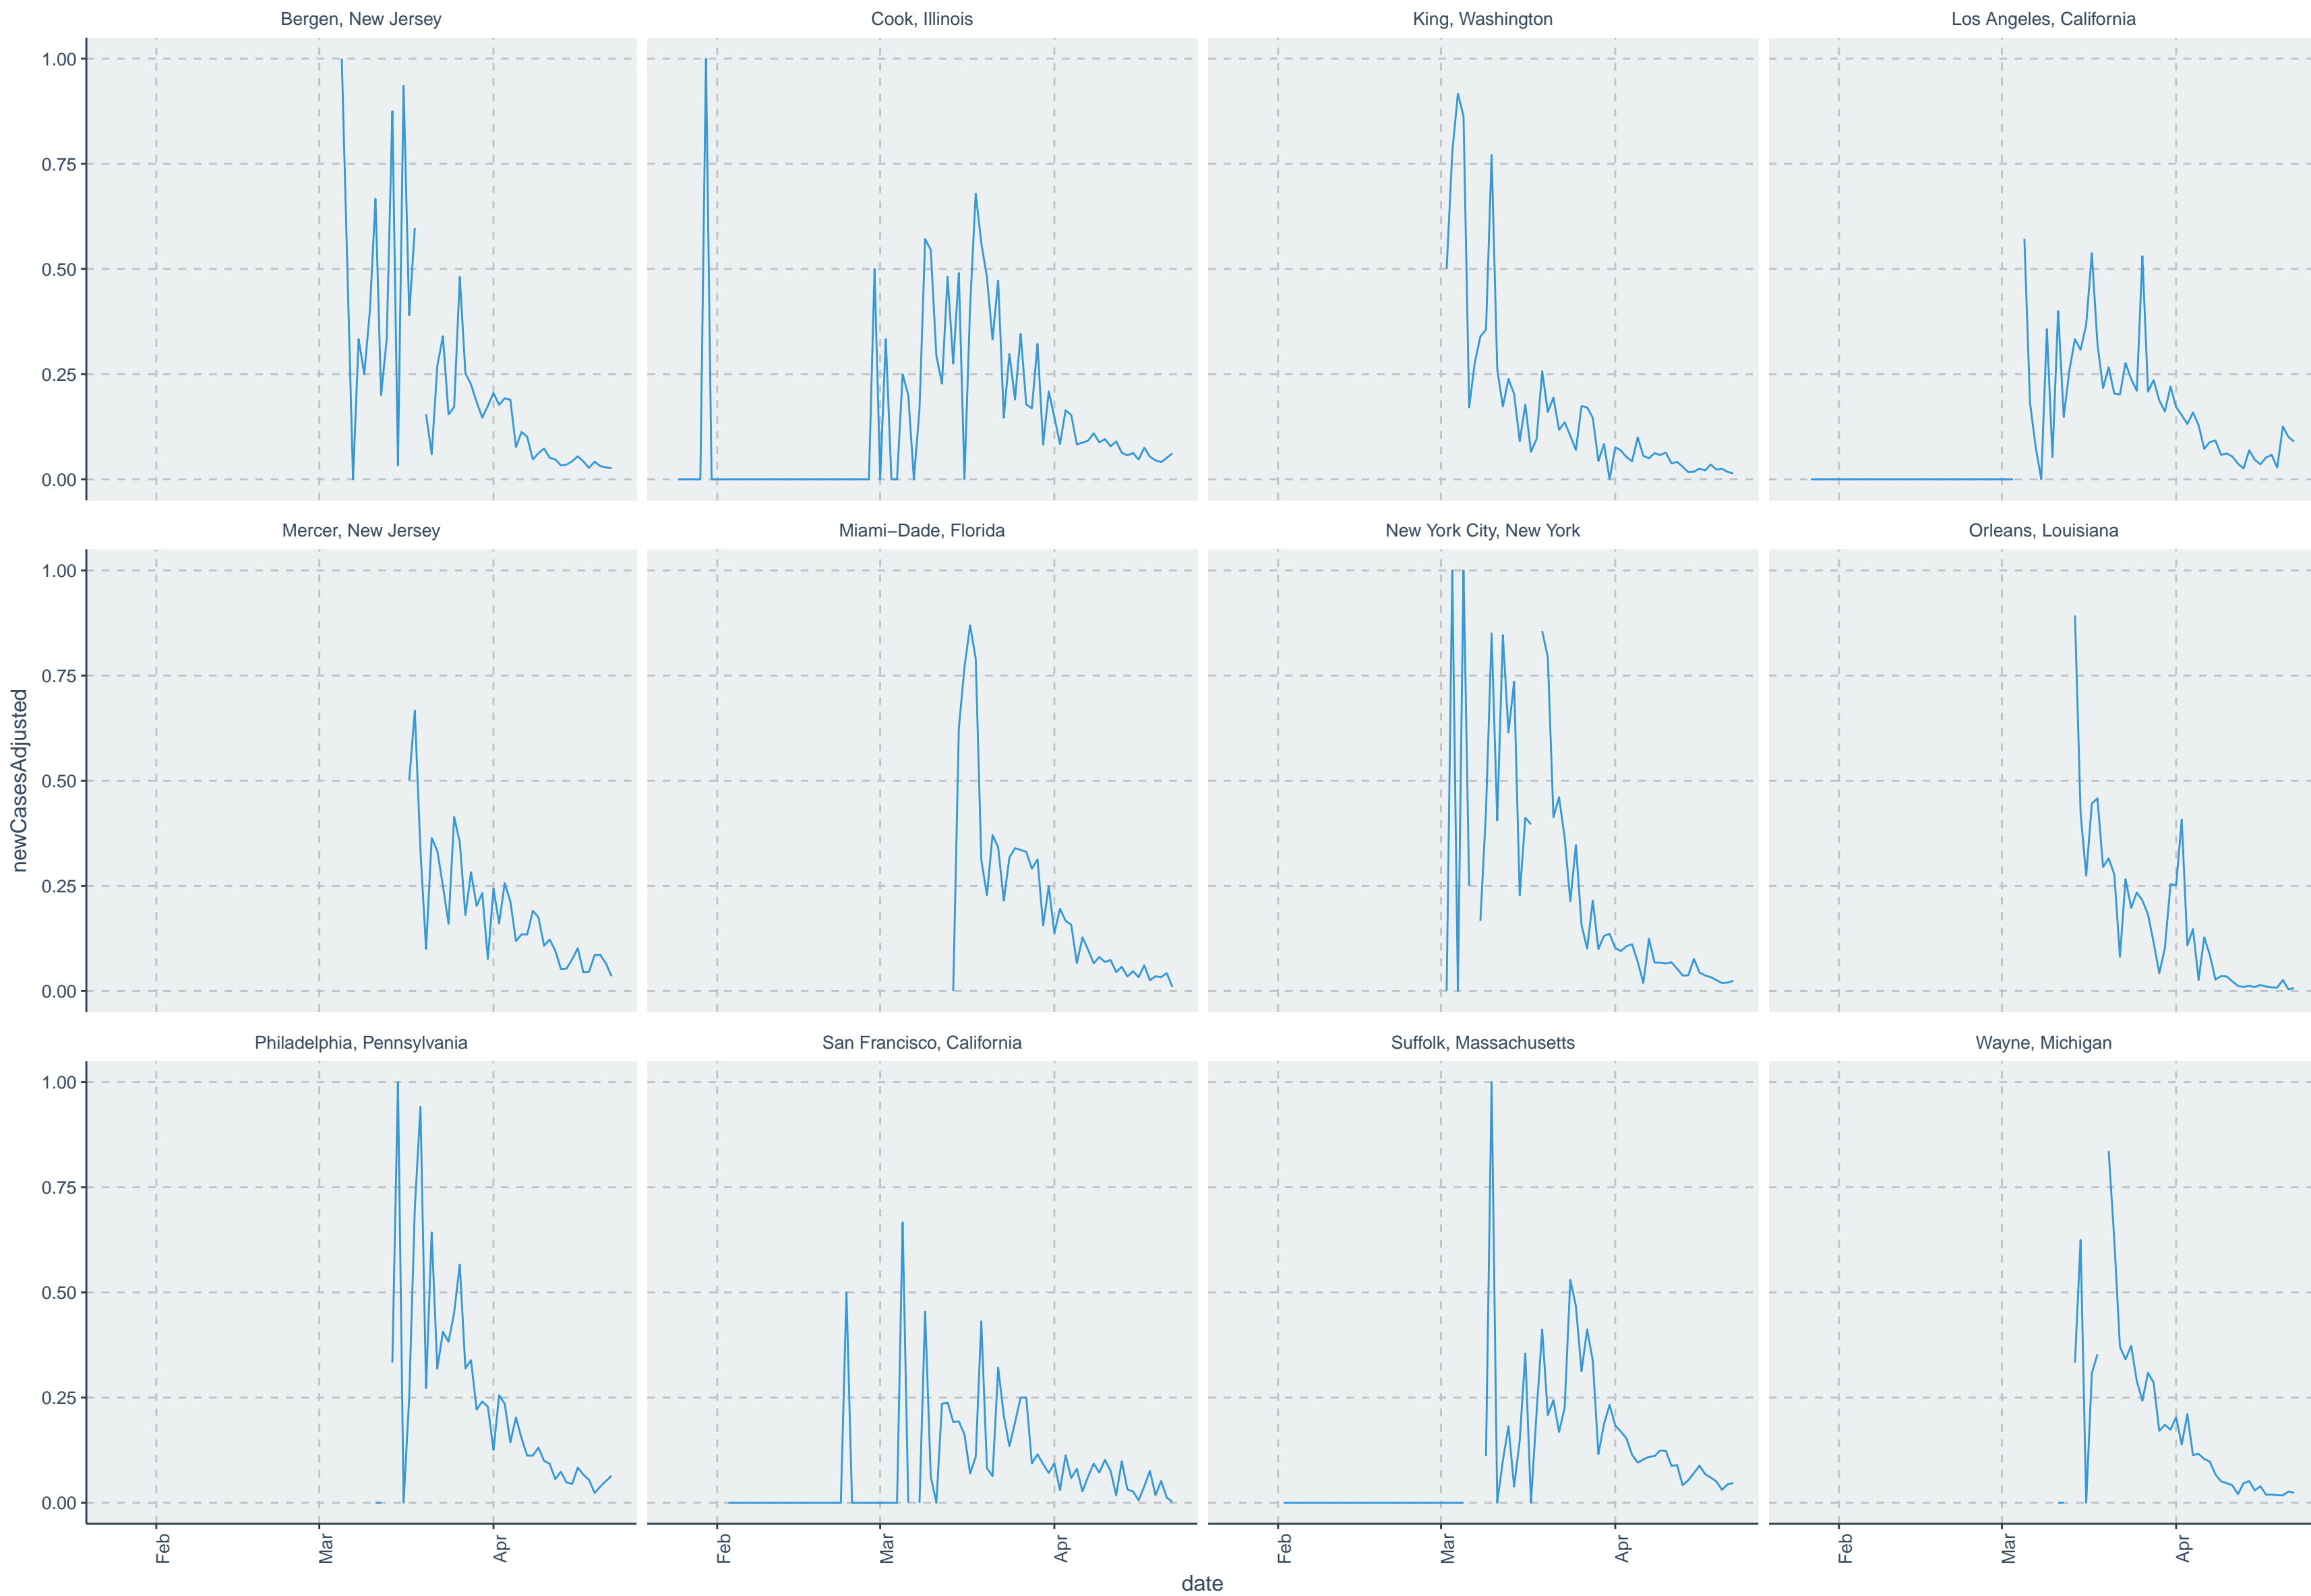 Bergen, New Jersey
Cook, Illinois
King, Washington
Los Angeles, California
1.00
0.75
0.50
0.25
0.00
Mercer, New Jersey
Miami−Dade, Florida
New York City, New York
Orleans, Louisiana
1.00
0.75
0.50
0.25
0.00
newCasesAdjusted
Philadelphia, Pennsylvania
San Francisco, California
Suffolk, Massachusetts
Wayne, Michigan
1.00
0.75
0.50
0.25
0.00
Feb
Mar
Apr
Feb
Mar
Apr
Feb
Mar
Apr
Feb
Mar
Apr
date